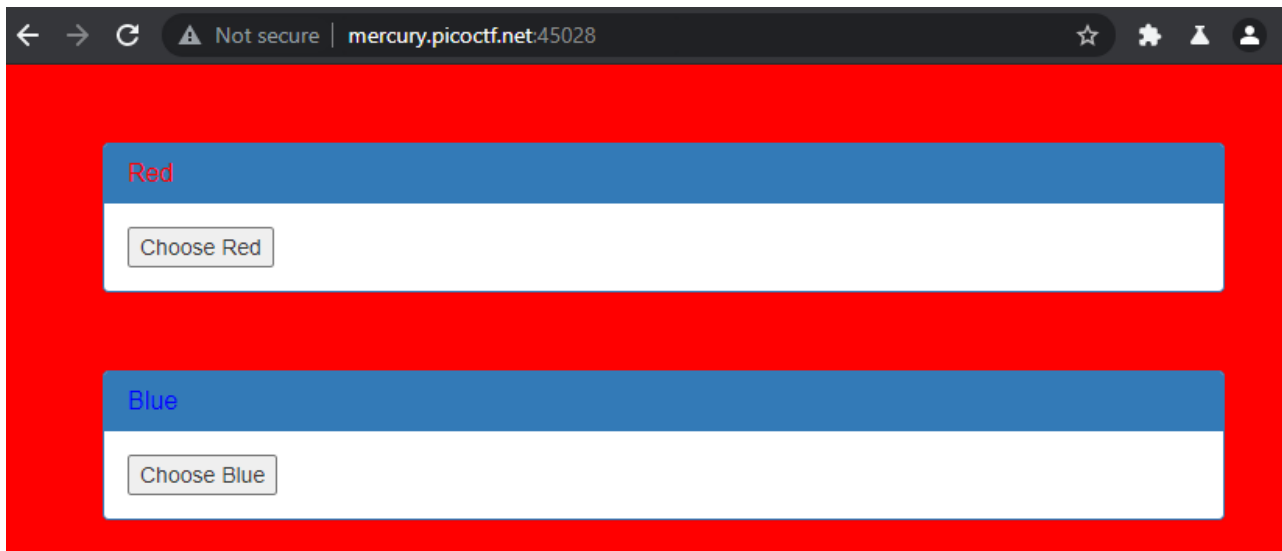 Not secure | mercury.picoctf.net:45028
Red
Choose Red
Blue
Choose Blue